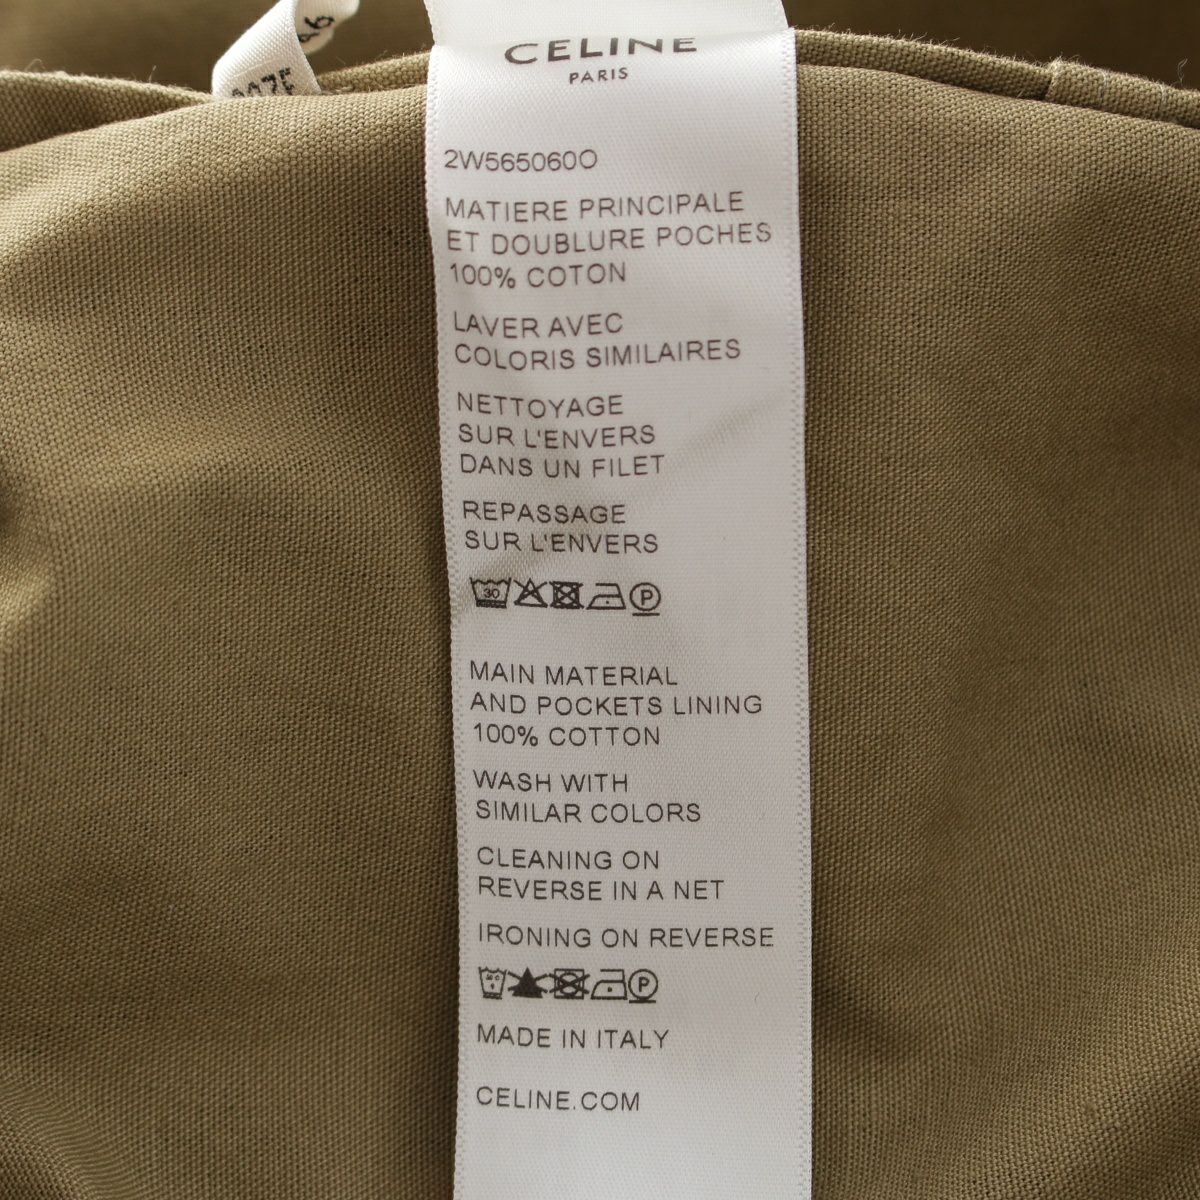 CELINE
PARIS
2W565060O
MATIERE PRINCIPALE
ET DOUBLURE POCHES
100% COTON
LAVER AVEC
COLORIS SIMILAIRES
NETTOYAGE
SUR L'ENVERS
DANS UN FILET
REPASSAGE
SUR L'ENVERS
30 P
MAIN MATERIAL
AND POCKETS LINING
100% COTTON
WASH WITH
SIMILAR COLORS
CLEANING ON
REVERSE IN A NET
IRONING ON REVERSE
P
MADE IN ITALY
CELINE.COM